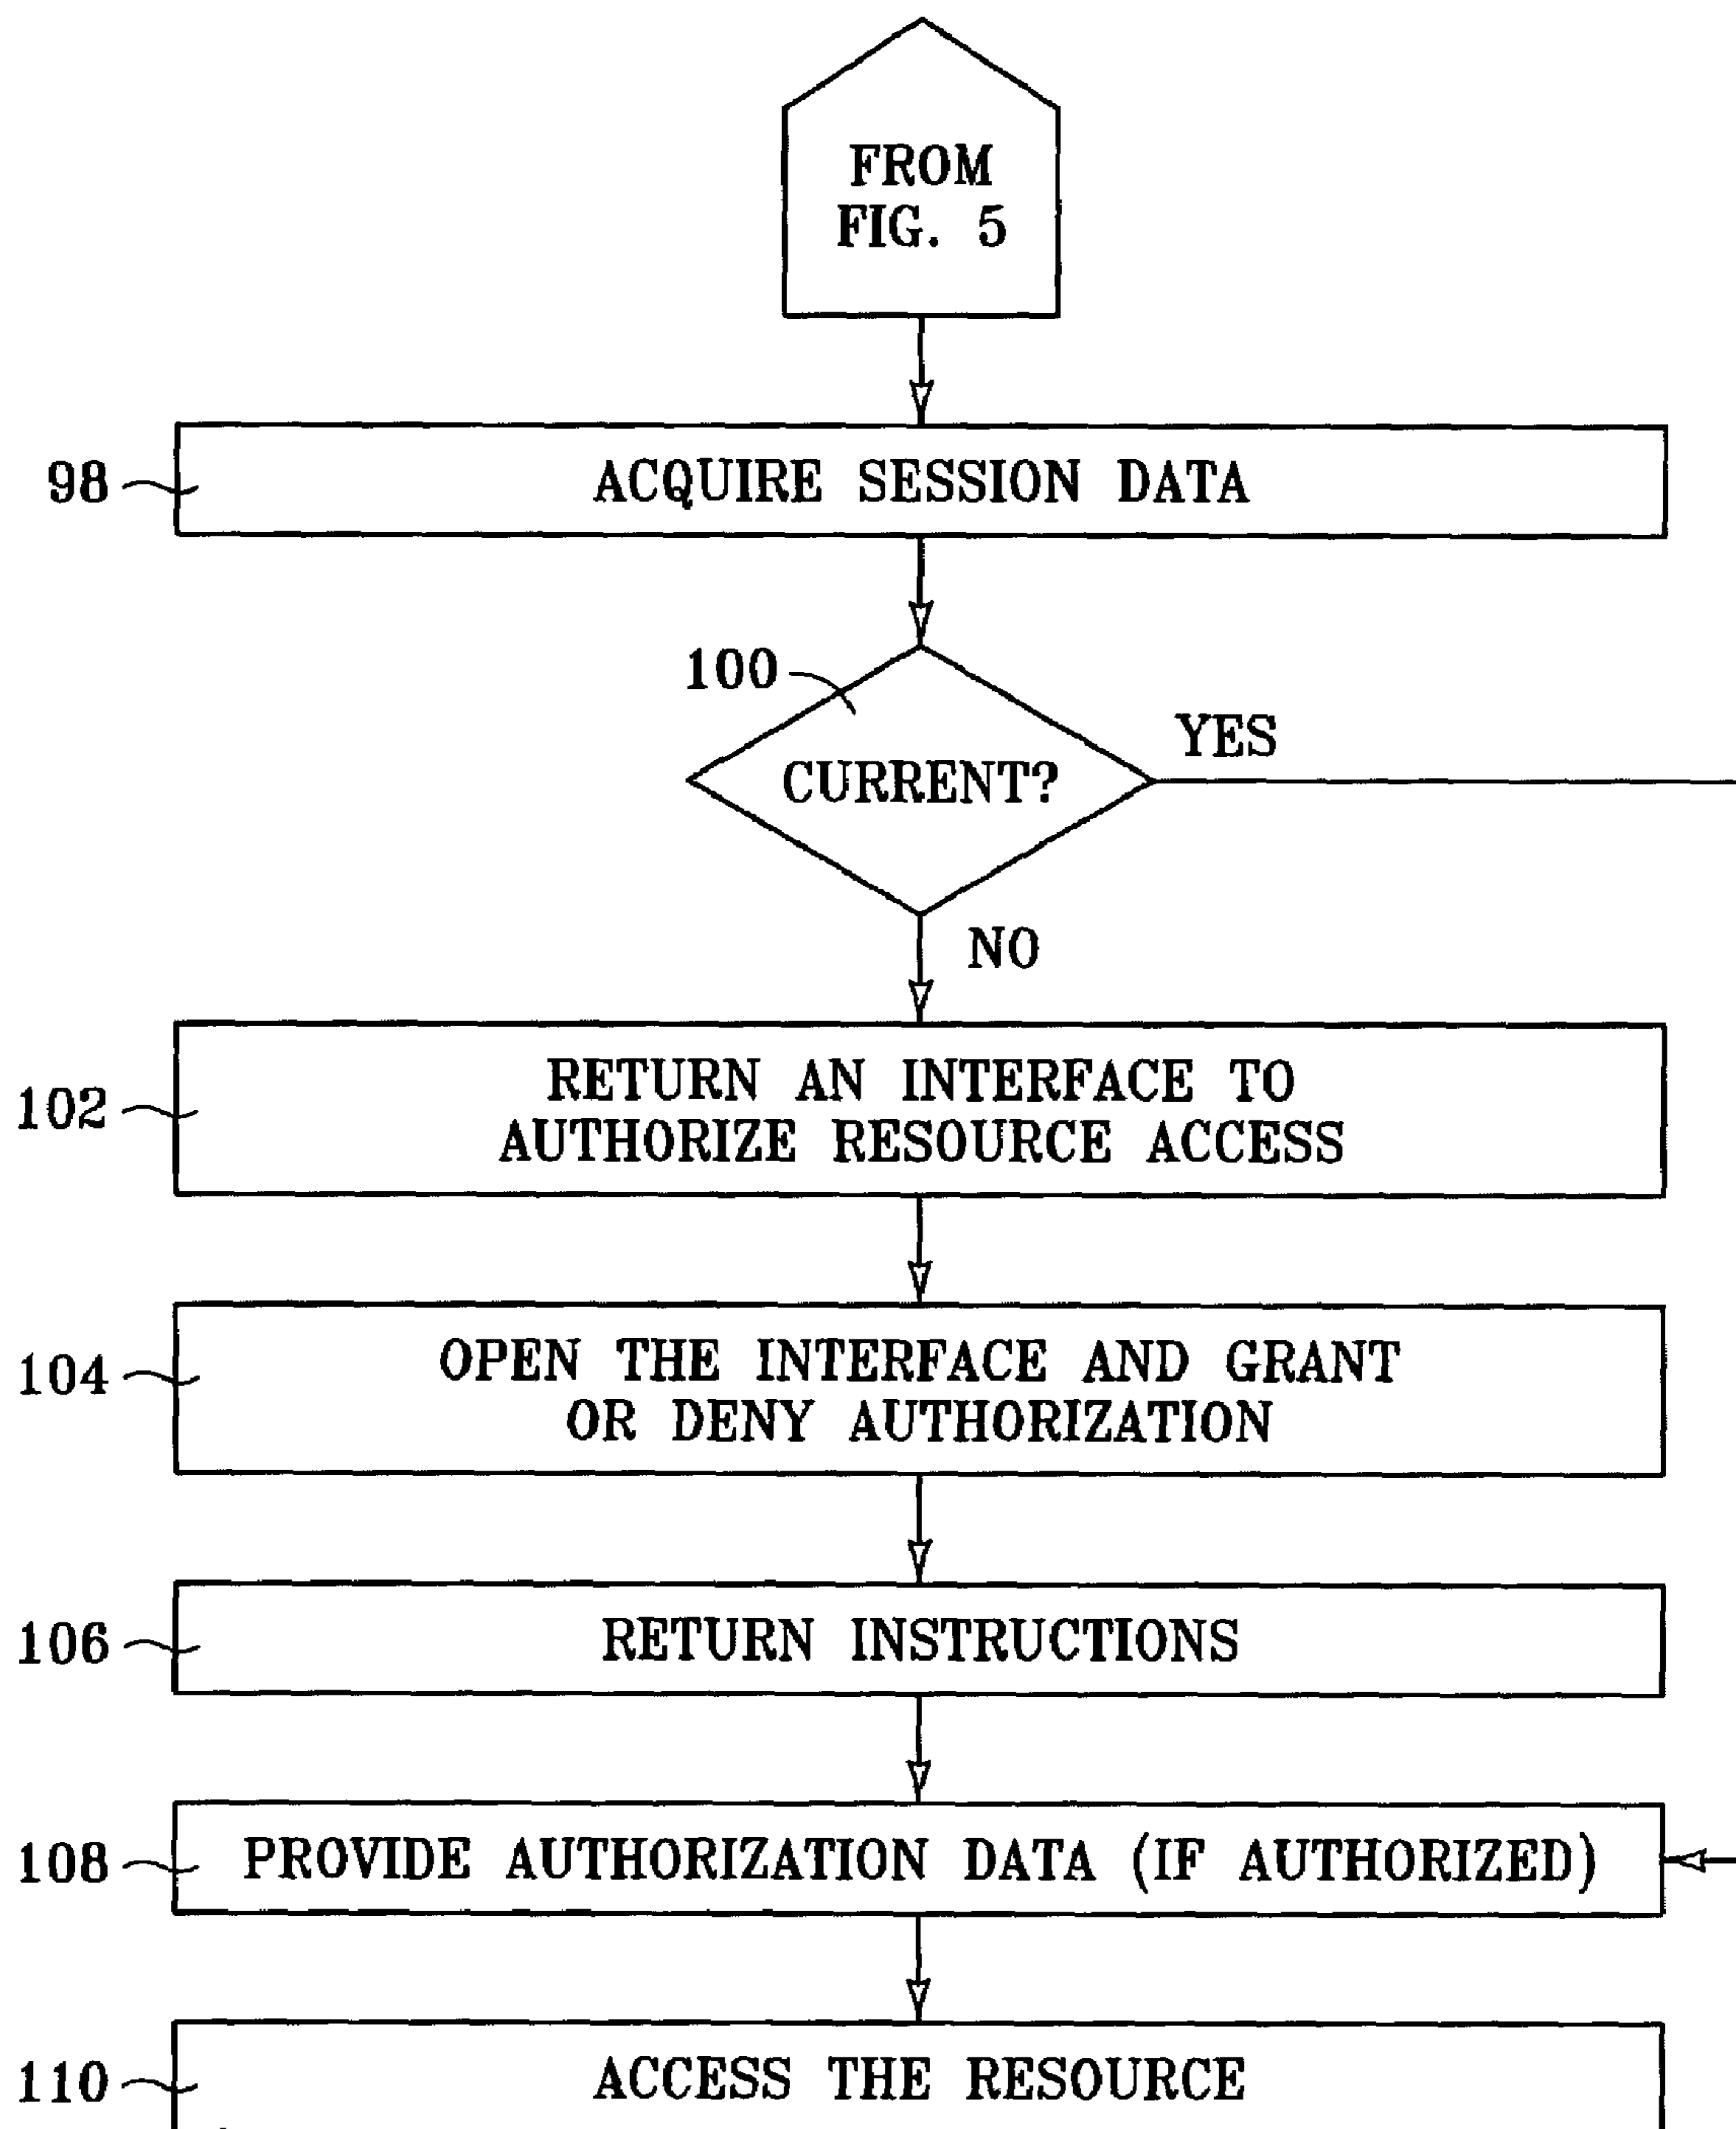 FROM
FIG. 5
98
ACQUIRE SESSION DATA
100
YES
CURRENT?
NO
102
RETURN AN INTERFACE TO
AUTHORIZE RESOURCE ACCESS
104
OPEN THE INTERFACE AND GRANT
OR DENY AUTHORIZATION
106
RETURN INSTRUCTIONS
108
PROVIDE AUTHORIZATION DATA (IF AUTHORIZED)
110
ACCESS THE RESOURCE